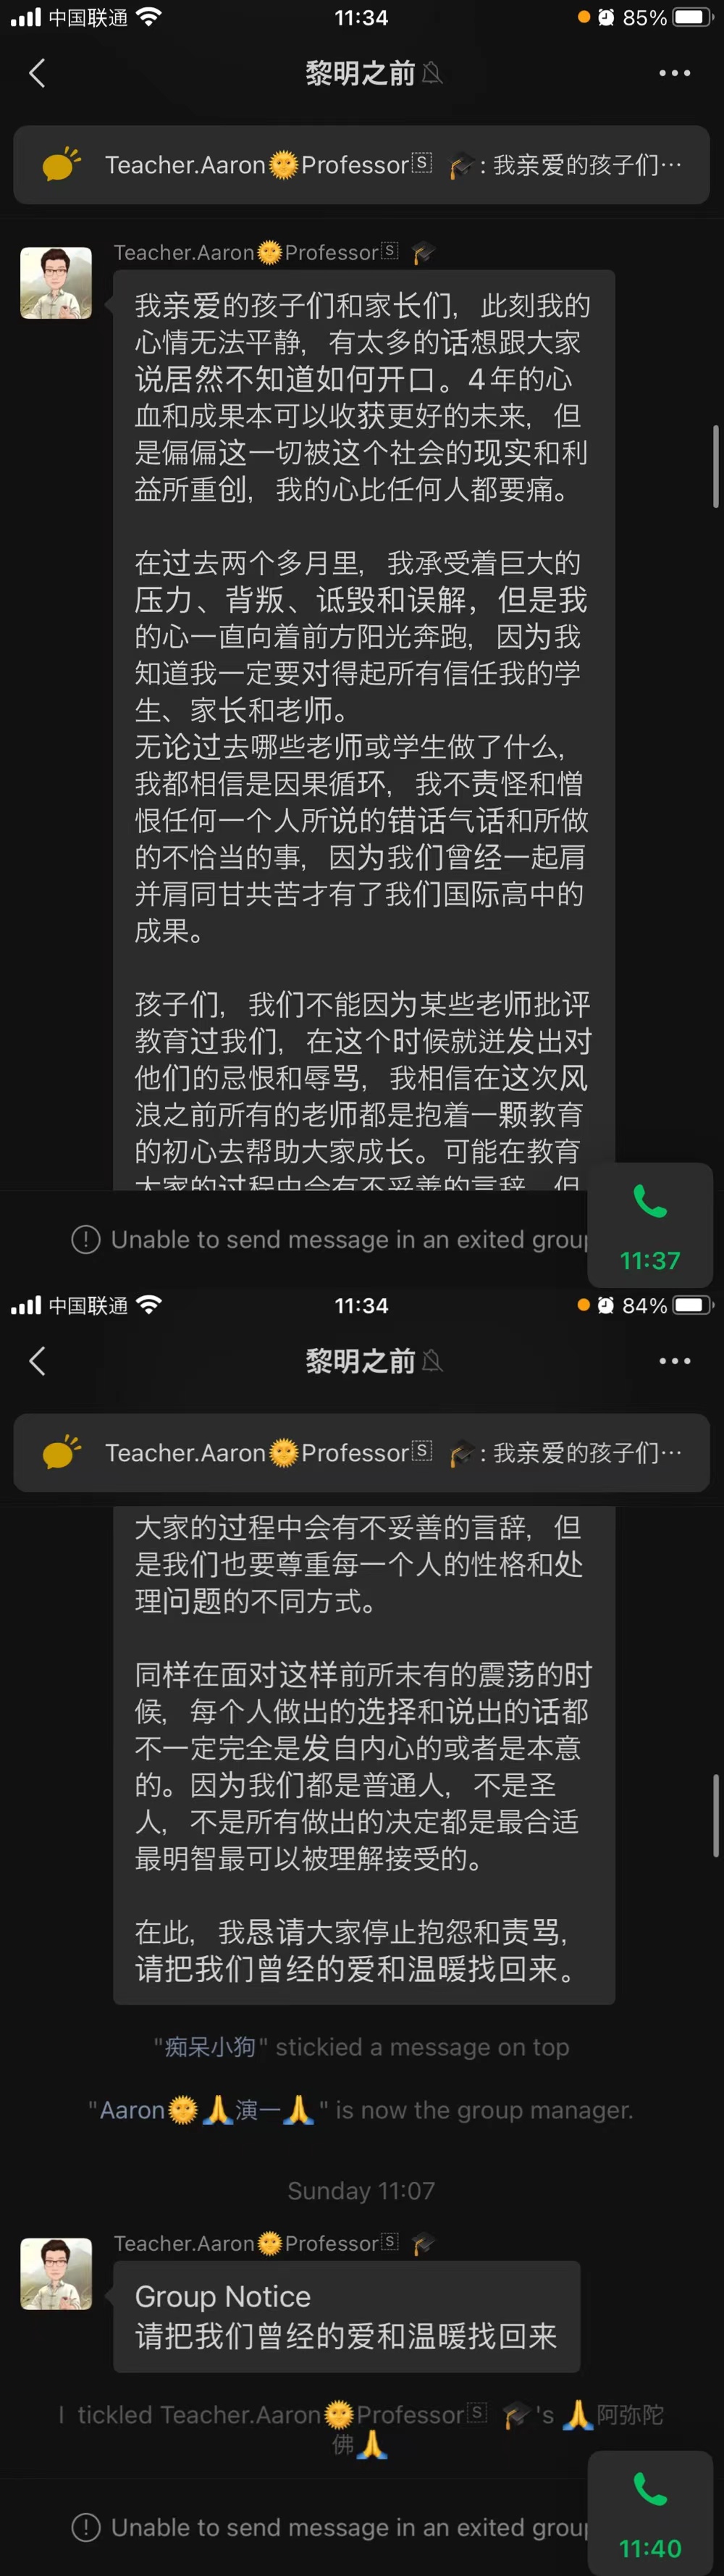 中国联通
11:34
85%
黎明之前
Teacher.Aaron🌞Professor🅂 🎓: 我亲爱的孩子们···
Teacher.Aaron🌞Professor🅂 🎓
我亲爱的孩子们和家长们，此刻我的
心情无法平静，有太多的话想跟大家
说居然不知道如何开口。4年的心
血和成果本可以收获更好的未来，但
是偏偏这一切被这个社会的现实和利
益所重创，我的心比任何人都要痛。
在过去两个多月里，我承受着巨大的
压力、背叛、诋毁和误解，但是我
的心一直向着前方阳光奔跑，因为我
知道我一定要对得起所有信任我的学
生、家长和老师。
无论过去哪些老师或学生做了什么，
我都相信是因果循环，我不责怪和憎
恨任何一个人所说的错话气话和所做
的不恰当的事，因为我们曾经一起肩
并肩同甘共苦才有了我们国际高中的
成果。
孩子们，我们不能因为某些老师批评
教育过我们，在这个时候就迸发出对
他们的忌恨和辱骂，我相信在这次风
浪之前所有的老师都是抱着一颗教育
的初心去帮助大家成长。可能在教育
大家的过程中会有不妥善的言辞，但
Unable to send message in an exited group
11:37
中国联通
11:34
84%
黎明之前
Teacher.Aaron🌞Professor🅂 🎓: 我亲爱的孩子们···
大家的过程中会有不妥善的言辞，但
是我们也要尊重每一个人的性格和处
理问题的不同方式。
同样在面对这样前所未有的震荡的时
候，每个人做出的选择和说出的话都
不一定完全是发自内心的或者是本意
的。因为我们都是普通人，不是圣
人，不是所有做出的决定都是最合适
最明智最可以被理解接受的。
在此，我恳请大家停止抱怨和责骂，
请把我们曾经的爱和温暖找回来。
"痴呆小狗" stickied a message on top
"Aaron🌞🙏演一🙏" is now the group manager.
Sunday 11:07
Teacher.Aaron🌞Professor🅂 🎓
Group Notice
请把我们曾经的爱和温暖找回来
I tickled Teacher.Aaron🌞Professor🅂 🎓's 🙏阿弥陀
佛🙏
Unable to send message in an exited group
11:40